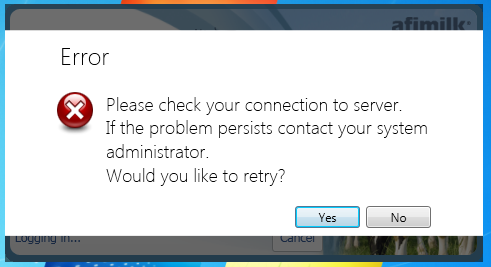 afimilk
Error
Please check your connection to server.
If the problem persists contact your system
administrator.
Would you like to retry?
Yes
No
Logging in...
Cancel